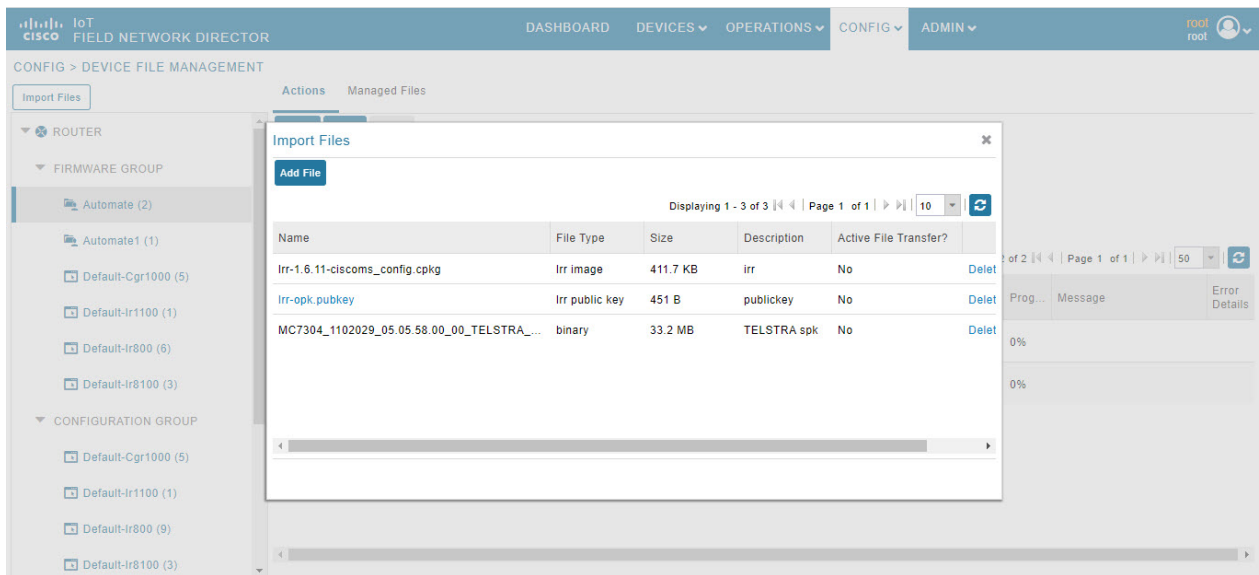 IoT
CISCO FIELD NETWORK DIRECTOR
DASHBOARD DEVICES OPERATIONS CONFIG ADMIN
root
root
CONFIG > DEVICE FILE MANAGEMENT
Import Files
Actions Managed Files
ROUTER
FIRMWARE GROUP
Automate (2)
Automate1 (1)
Default-Cgr1000 (5)
Default-Ir1100 (1)
Default-Ir800 (6)
Default-Ir8100 (3)
CONFIGURATION GROUP
Default-Cgr1000 (5)
Default-Ir1100 (1)
Default-Ir800 (9)
Default-Ir8100 (3)
Import Files
Add File
Displaying 1 - 3 of 3 Page 1 of 1 10
Name File Type Size Description Active File Transfer?
lrr-1.6.11-ciscoms_config.cpkg lrr image 411.7 KB irr No Delet
lrr-opk.pubkey lrr public key 451 B publickey No Delet
MC7304_1102029_05.05.58.00_00_TELSTRA_... binary 33.2 MB TELSTRA spk No Delet
of 2 Page 1 of 1 50
Prog... Message Error
Details
0%
0%